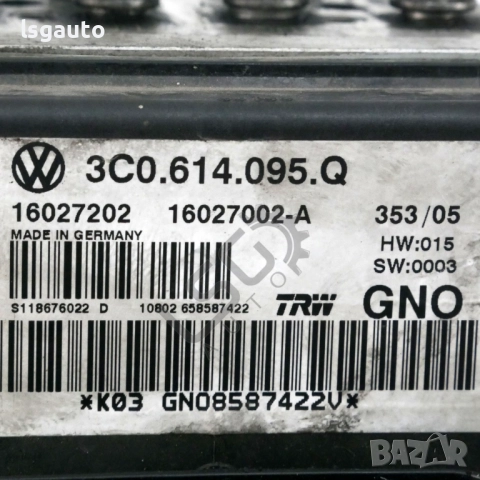 lsgauto
3C0.614.095.Q
16027202 16027002-A 353/05
MADE IN GERMANY HW:015
SW:0003
S118676022 D 10802 658587422 TRW GNO
*K03 GNO8587422V*
BAZAR